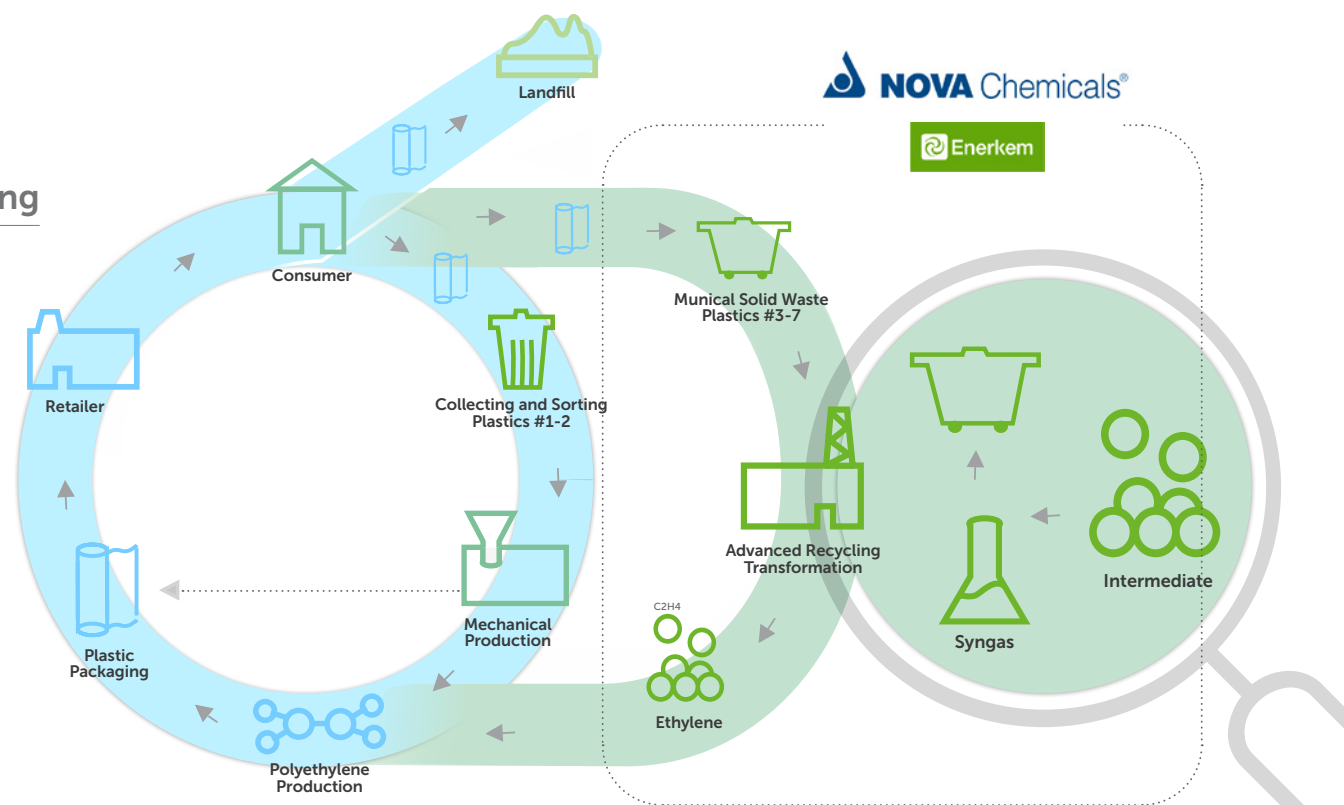 ng
Landfill
NOVA Chemicals®
Enerkem
Consumer
Munical Solid Waste
Plastics #3-7
Retailer
Collecting and Sorting
Plastics #1-2
Advanced Recycling
Transformation
Intermediate
C2H4
Mechanical
Production
Syngas
Plastic
Packaging
Ethylene
Polyethylene
Production